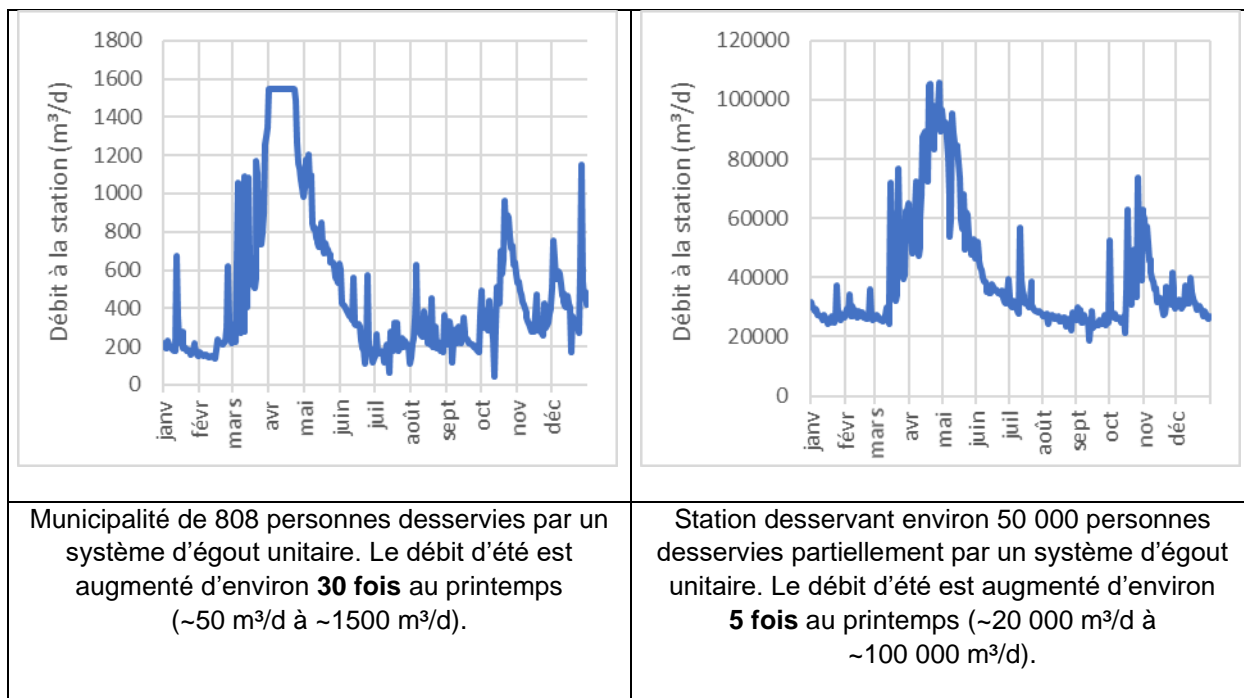 1800
1600
1400
1200
1000
800
600
400
200
0
Débit à la station (m³/d)
janv
févr
mars
avr
mai
juin
juil
août
sept
oct
nov
déc
120000
100000
80000
60000
40000
20000
0
Débit à la station (m³/d)
janv
févr
mars
avr
mai
juin
juil
août
sept
oct
nov
déc
Municipalité de 808 personnes desservies par un
système d’égout unitaire. Le débit d’été est
augmenté d’environ 30 fois au printemps
(~50 m³/d à ~1500 m³/d).
Station desservant environ 50 000 personnes
desservies partiellement par un système d’égout
unitaire. Le débit d’été est augmenté d’environ
5 fois au printemps (~20 000 m³/d à
~100 000 m³/d).